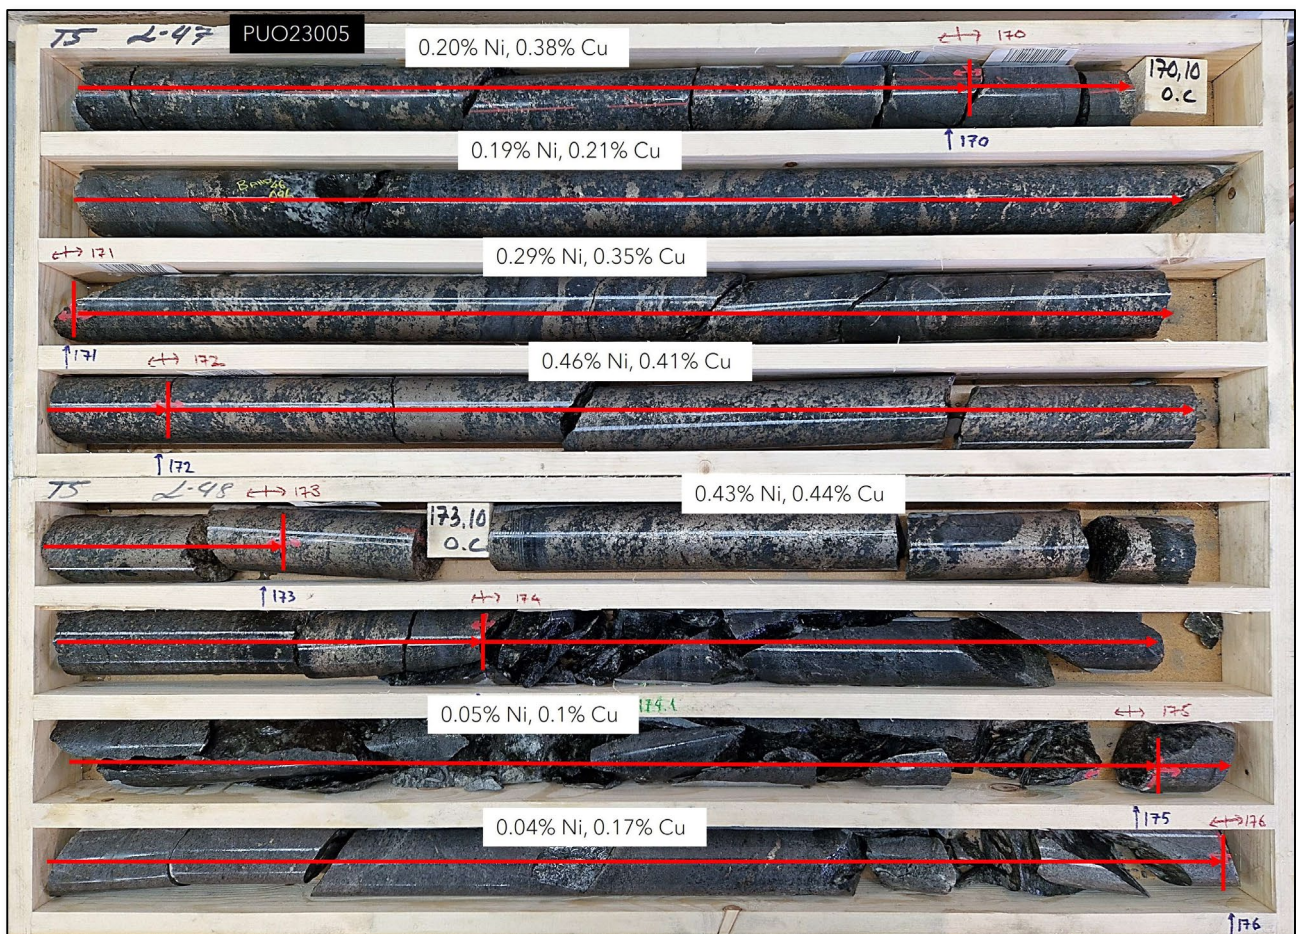 T5 L-47 PUO23005
0.20% Ni, 0.38% Cu
170
170,10
O.C
170
0.19% Ni, 0.21% Cu
171
0.29% Ni, 0.35% Cu
171
172
0.46% Ni, 0.41% Cu
172
T5 L-48 173
0.43% Ni, 0.44% Cu
173,10
O.C
173
174
174.1
0.05% Ni, 0.1% Cu
175
175
0.04% Ni, 0.17% Cu
176
176